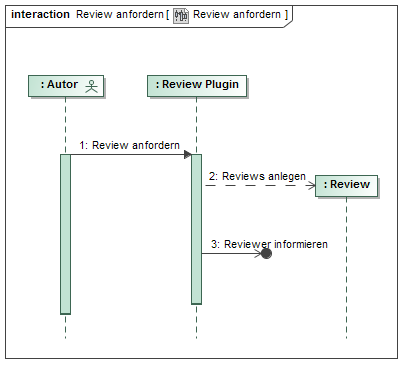 interaction Review anfordern [ Review anfordern ]
: Autor
: Review Plugin
1: Review anfordern
2: Reviews anlegen
: Review
3: Reviewer informieren